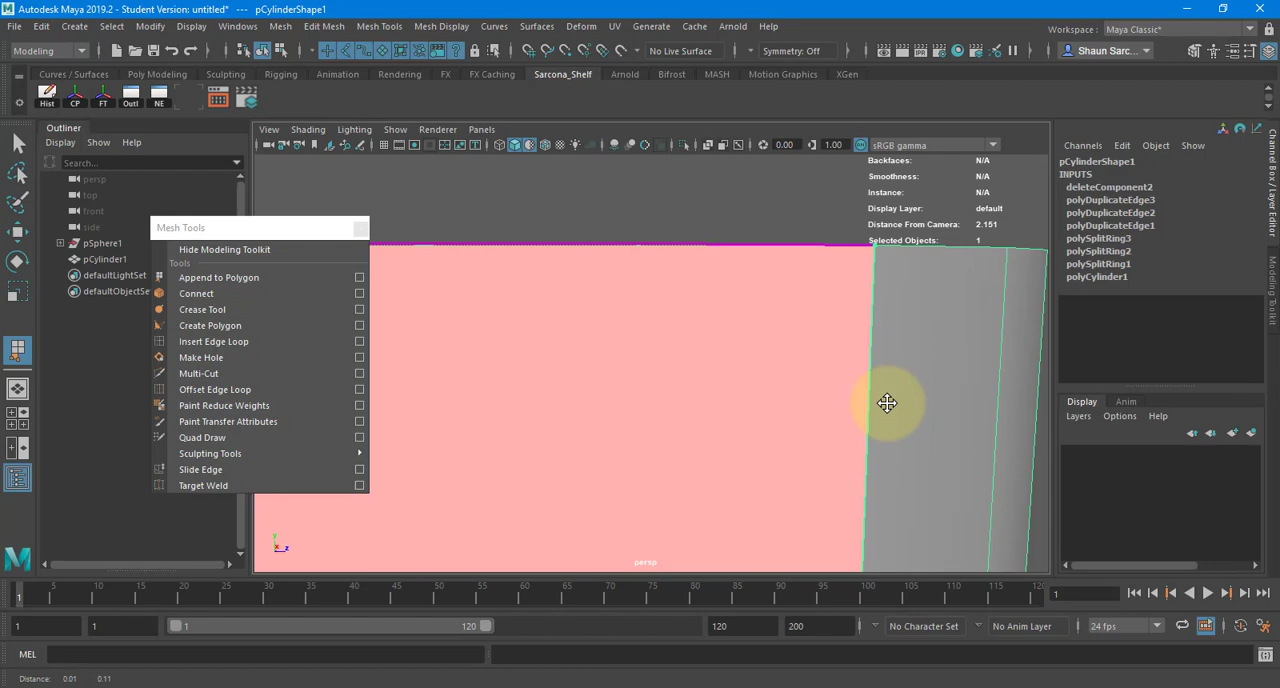 Autodesk Maya 2019.2 - Student Version: untitled*   ---   pCylinderShape1
File Edit Create Select Modify Display Windows Mesh Edit Mesh Mesh Tools Mesh Display Curves Surfaces Deform UV Generate Cache Arnold Help
Workspace : Maya Classic*
Modeling No Live Surface Symmetry: Off Shaun Sarc...
Curves / Surfaces Poly Modeling Sculpting Rigging Animation Rendering FX FX Caching Sarcona_Shelf Arnold Bifrost MASH Motion Graphics XGen
Hist CP FT Outl NE
Outliner
Display Show Help
Search...
persp
top
front
side
pSphere1
pCylinder1
defaultLightSet
defaultObjectSe
Mesh Tools
Hide Modeling Toolkit
Tools
Append to Polygon
Connect
Crease Tool
Create Polygon
Insert Edge Loop
Make Hole
Multi-Cut
Offset Edge Loop
Paint Reduce Weights
Paint Transfer Attributes
Quad Draw
Sculpting Tools
Slide Edge
Target Weld
View Shading Lighting Show Renderer Panels
0.00 1.00 sRGB gamma
Backfaces: N/A
Smoothness: N/A
Instance: N/A
Display Layer: default
Distance From Camera: 2.151
Selected Objects: 1
y
x z
persp
Channels Edit Object Show
pCylinderShape1
INPUTS
deleteComponent2
polyDuplicateEdge3
polyDuplicateEdge2
polyDuplicateEdge1
polySplitRing3
polySplitRing2
polySplitRing1
polyCylinder1
Channel Box / Layer Editor
Modeling Toolkit
Display Anim
Layers Options Help
1 5 10 15 20 25 30 35 40 45 50 55 60 65 70 75 80 85 90 95 100 105 110 115 120 1
1 1 1 120 120 200 No Character Set No Anim Layer 24 fps
MEL
Distance: 0.01 0.11